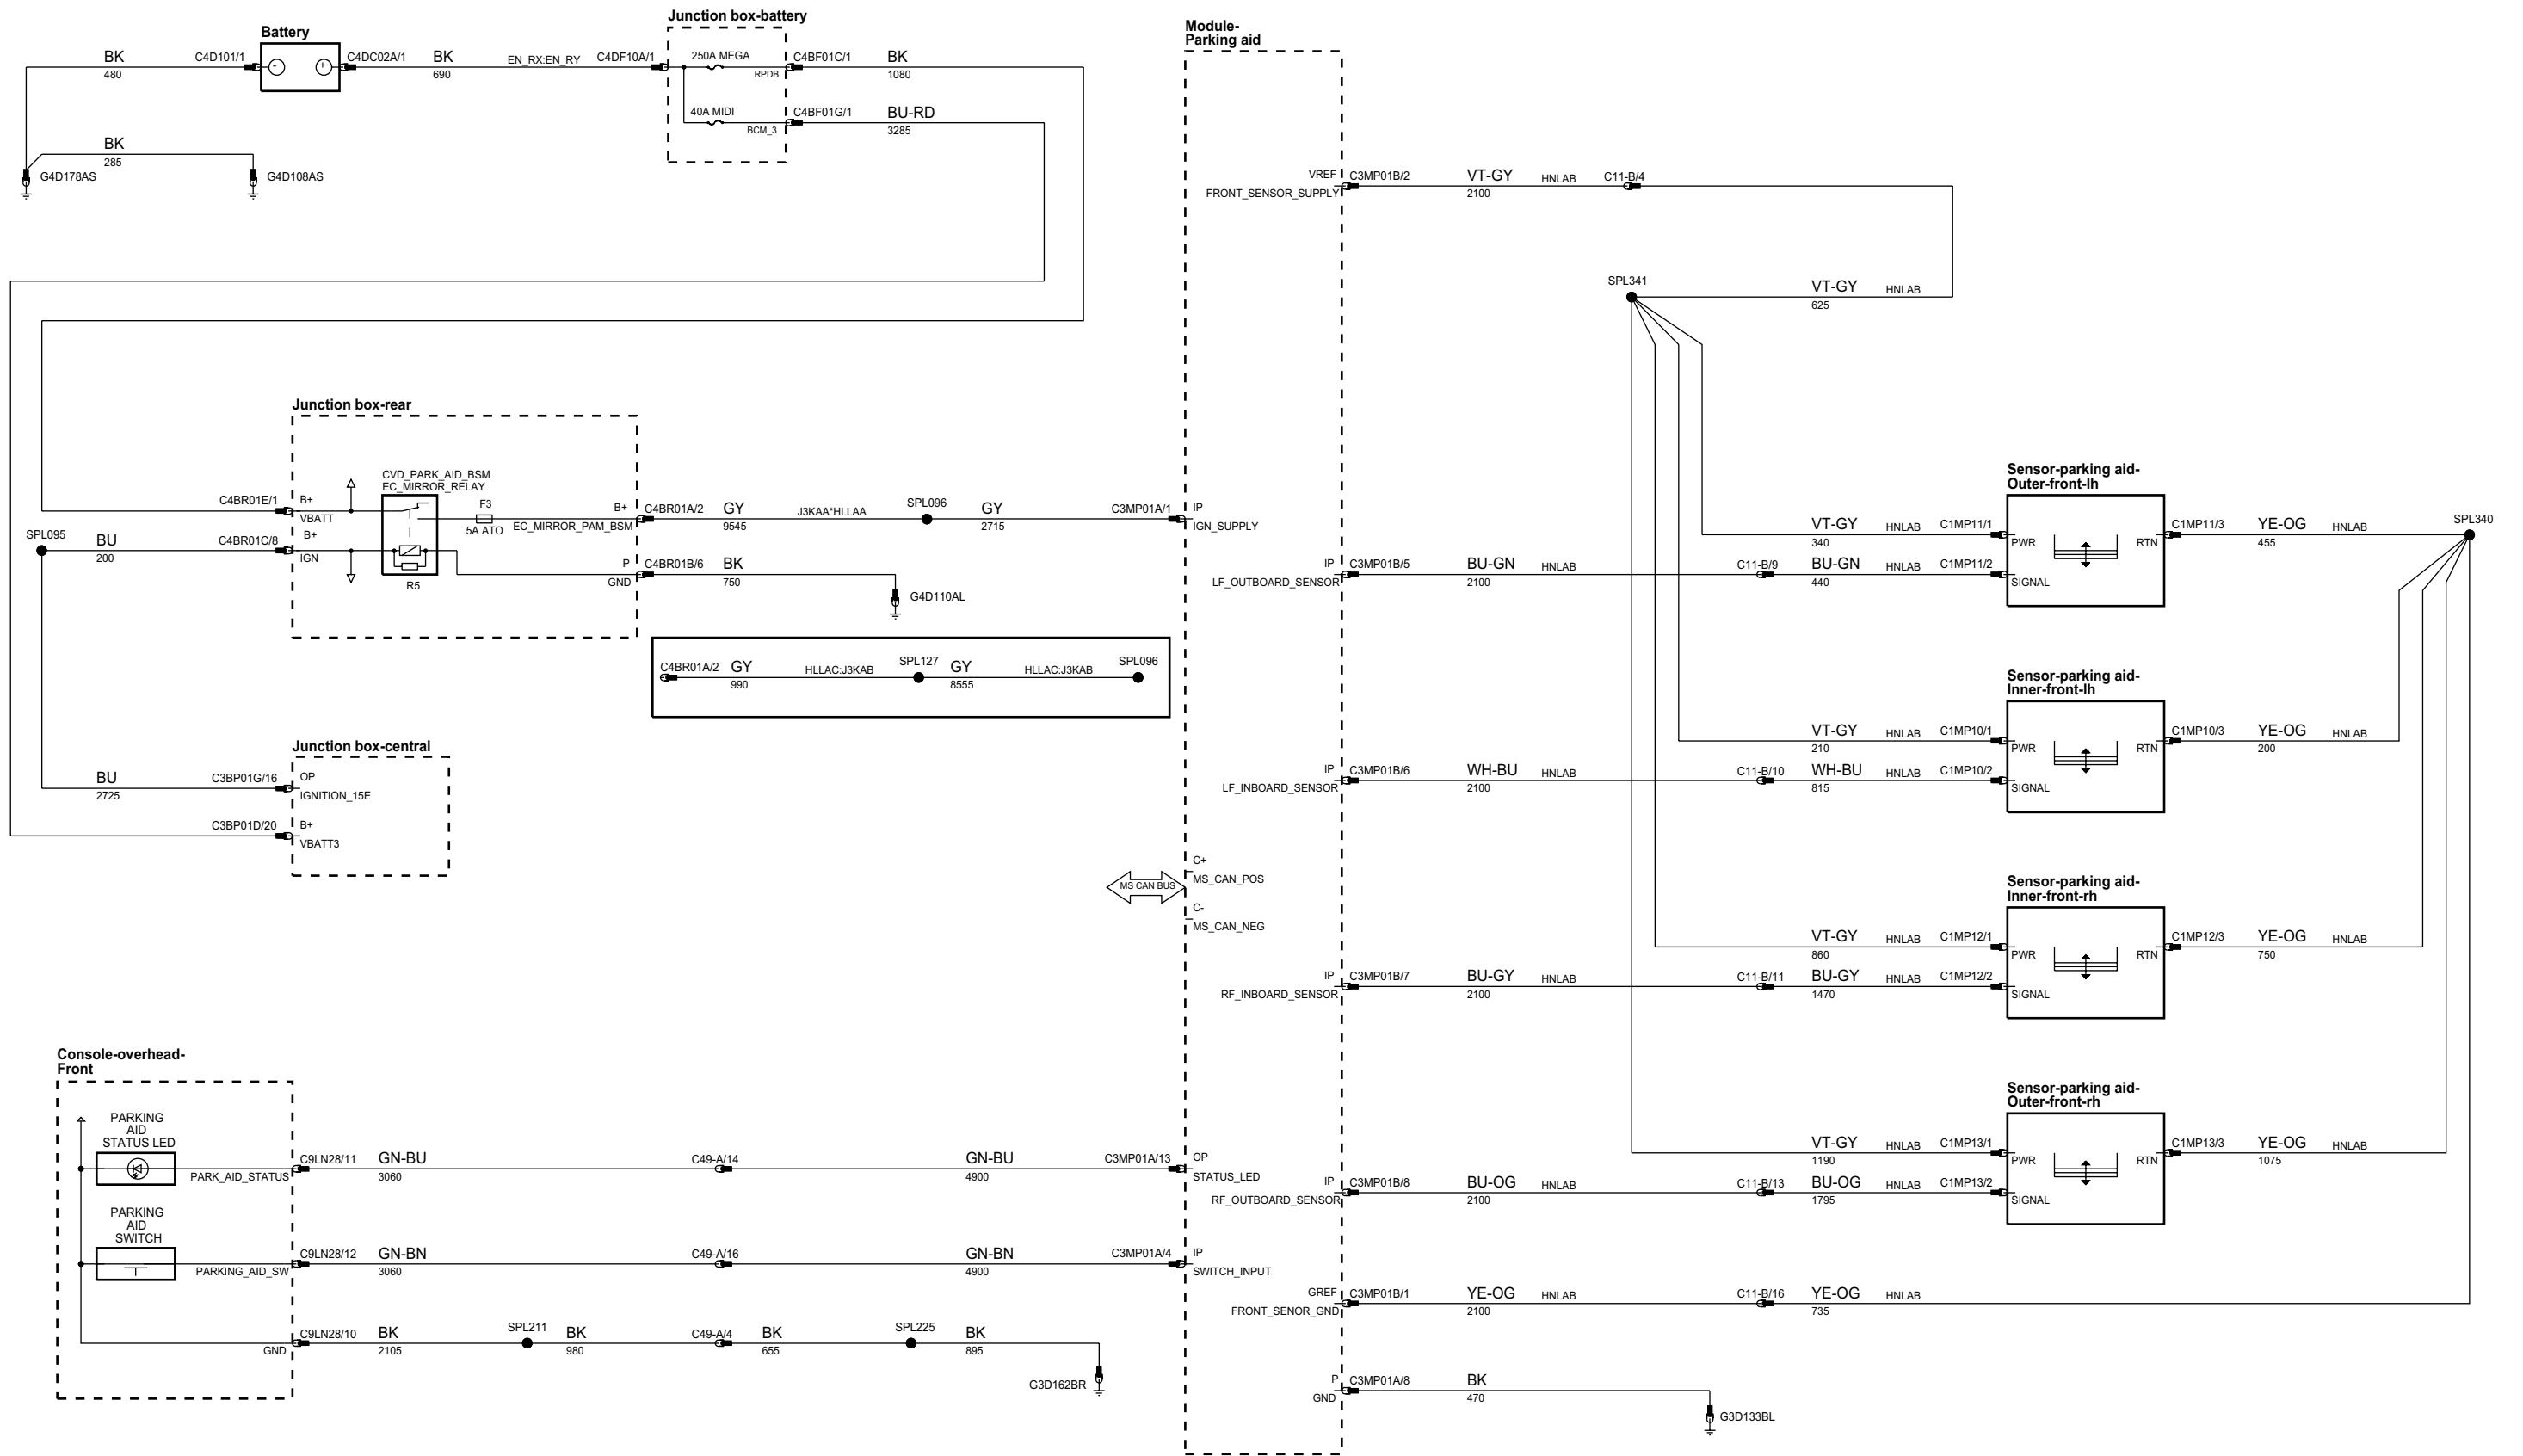 Battery
BK
480
C4D101/1
-
+
C4DC02A/1
BK
690
EN_RX:EN_RY
C4DF10A/1
Junction box-battery
250A MEGA
RPDB
C4BF01C/1
BK
1080
40A MIDI
BCM_3
C4BF01G/1
BU-RD
3285
BK
285
G4D178AS
G4D108AS
Junction box-rear
CVD_PARK_AID_BSM
EC_MIRROR_RELAY
C4BR01E/1
B+
VBATT
F3
5A ATO
B+
EC_MIRROR_PAM_BSM
C4BR01A/2
GY
9545
J3KAA*HLLAA
SPL096
GY
2715
C3MP01A/1
SPL095
BU
200
C4BR01C/8
B+
IGN
R5
P
GND
C4BR01B/6
BK
750
G4D110AL
C4BR01A/2
GY
990
HLLAC:J3KAB
SPL127
GY
8555
HLLAC:J3KAB
SPL096
Junction box-central
BU
2725
C3BP01G/16
OP
IGNITION_15E
C3BP01D/20
B+
VBATT3
Console-overhead-
Front
PARKING
AID
STATUS LED
PARK_AID_STATUS
C9LN28/11
GN-BU
3060
C49-A/14
GN-BU
4900
C3MP01A/13
PARKING
AID
SWITCH
PARKING_AID_SW
C9LN28/12
GN-BN
3060
C49-A/16
GN-BN
4900
C3MP01A/4
GND
C9LN28/10
BK
2105
SPL211
BK
980
C49-A/4
BK
655
SPL225
BK
895
G3D162BR
Module-
Parking aid
IP
IGN_SUPPLY
MS CAN BUS
C+
MS_CAN_POS
C-
MS_CAN_NEG
OP
STATUS_LED
IP
SWITCH_INPUT
VREF
FRONT_SENSOR_SUPPLY
C3MP01B/2
VT-GY
2100
HNLAB
C11-B/4
SPL341
VT-GY
625
HNLAB
IP
LF_OUTBOARD_SENSOR
C3MP01B/5
BU-GN
2100
HNLAB
C11-B/9
BU-GN
440
HNLAB
C1MP11/2
Sensor-parking aid-
Outer-front-lh
VT-GY
340
HNLAB
C1MP11/1
PWR
SIGNAL
RTN
C1MP11/3
YE-OG
455
HNLAB
SPL340
IP
LF_INBOARD_SENSOR
C3MP01B/6
WH-BU
2100
HNLAB
C11-B/10
WH-BU
815
HNLAB
C1MP10/2
Sensor-parking aid-
Inner-front-lh
VT-GY
210
HNLAB
C1MP10/1
PWR
SIGNAL
RTN
C1MP10/3
YE-OG
200
HNLAB
IP
RF_INBOARD_SENSOR
C3MP01B/7
BU-GY
2100
HNLAB
C11-B/11
BU-GY
1470
HNLAB
C1MP12/2
Sensor-parking aid-
Inner-front-rh
VT-GY
860
HNLAB
C1MP12/1
PWR
SIGNAL
RTN
C1MP12/3
YE-OG
750
HNLAB
IP
RF_OUTBOARD_SENSOR
C3MP01B/8
BU-OG
2100
HNLAB
C11-B/13
BU-OG
1795
HNLAB
C1MP13/2
Sensor-parking aid-
Outer-front-rh
VT-GY
1190
HNLAB
C1MP13/1
PWR
SIGNAL
RTN
C1MP13/3
YE-OG
1075
HNLAB
GREF
FRONT_SENOR_GND
C3MP01B/1
YE-OG
2100
HNLAB
C11-B/16
YE-OG
735
HNLAB
P
GND
C3MP01A/8
BK
470
G3D133BL